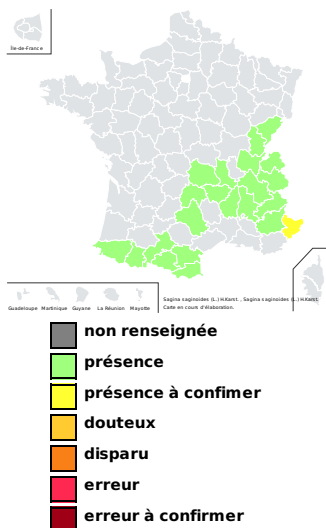 Île-de-France
Guadeloupe Martinique Guyane La Réunion Mayotte
Sagina saginoides (L.) H.Karst. , Sagina saginoides (L.) H.Karst.
Carte en cours d'élaboration.
non renseignée
présence
présence à confimer
douteux
disparu
erreur
erreur à confirmer